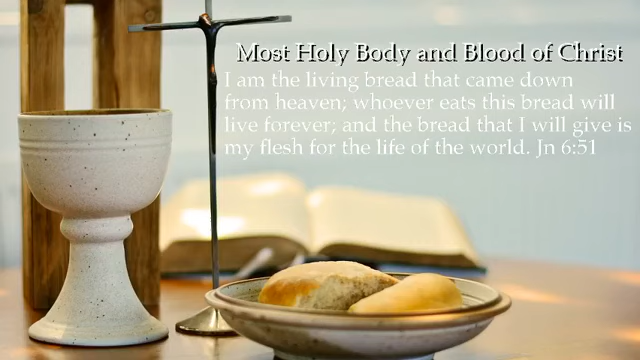 Most Holy Body and Blood of Christ
I am the living bread that came down
from heaven; whoever eats this bread will
live forever; and the bread that I will give is
my flesh for the life of the world. Jn 6:51